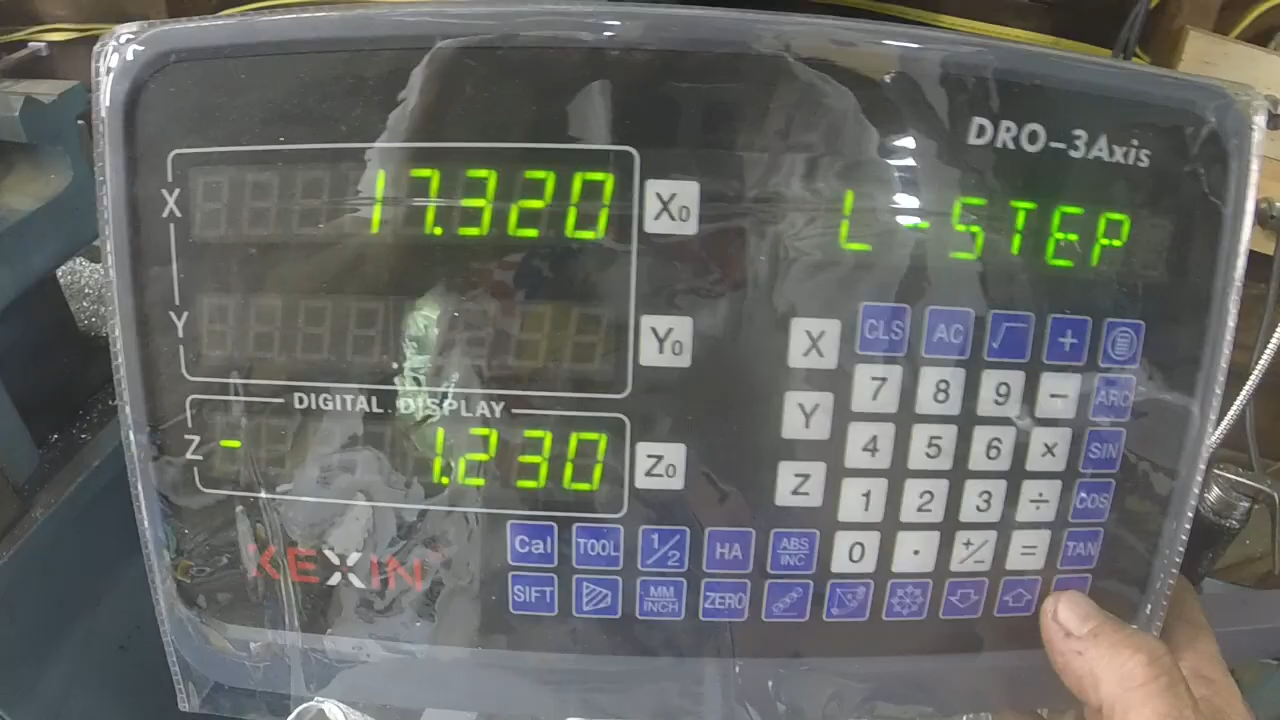 DRO-3Axis
X 17.320 X0 L-STEP
Y Y0
DIGITAL DISPLAY
Z - 1.230 Z0
KEXIN
X CLS AC √ +
7 8 9 - ARC
Y 4 5 6 × SIN
Z 1 2 3 ÷ COS
Cal TOOL 1/2 HA ABS/INC 0 · +/- = TAN
SIFT MM/INCH ZERO